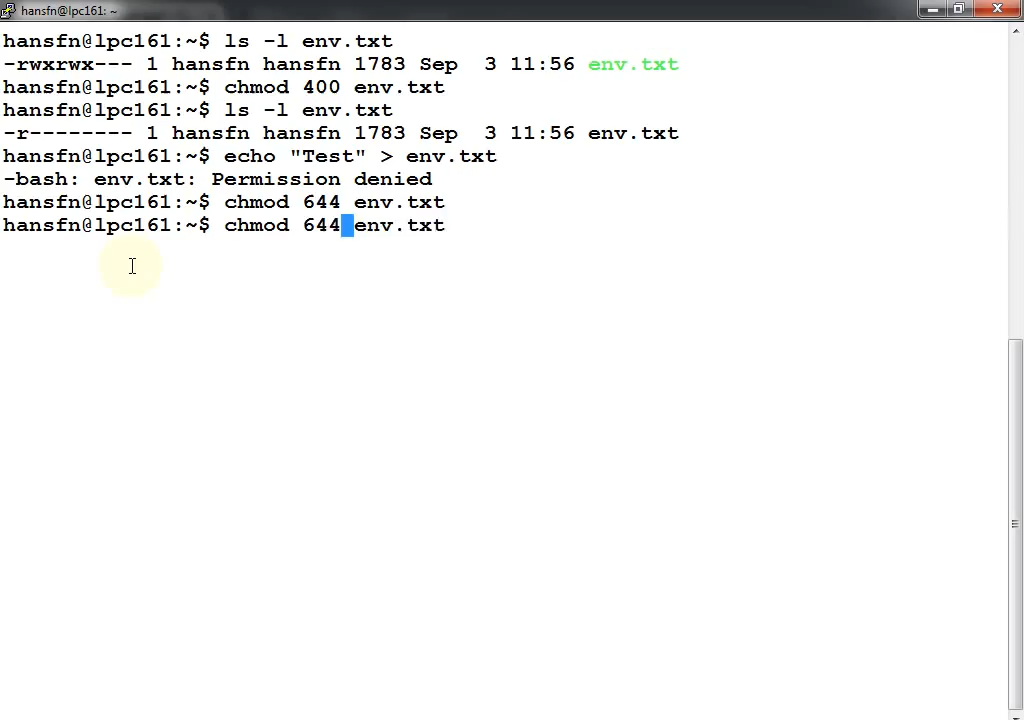 hansfn@lpc161: ~
hansfn@lpc161:~$ ls -l env.txt
-rwxrwx--- 1 hansfn hansfn 1783 Sep  3 11:56 env.txt
hansfn@lpc161:~$ chmod 400 env.txt
hansfn@lpc161:~$ ls -l env.txt
-r-------- 1 hansfn hansfn 1783 Sep  3 11:56 env.txt
hansfn@lpc161:~$ echo "Test" > env.txt
-bash: env.txt: Permission denied
hansfn@lpc161:~$ chmod 644 env.txt
hansfn@lpc161:~$ chmod 644 env.txt